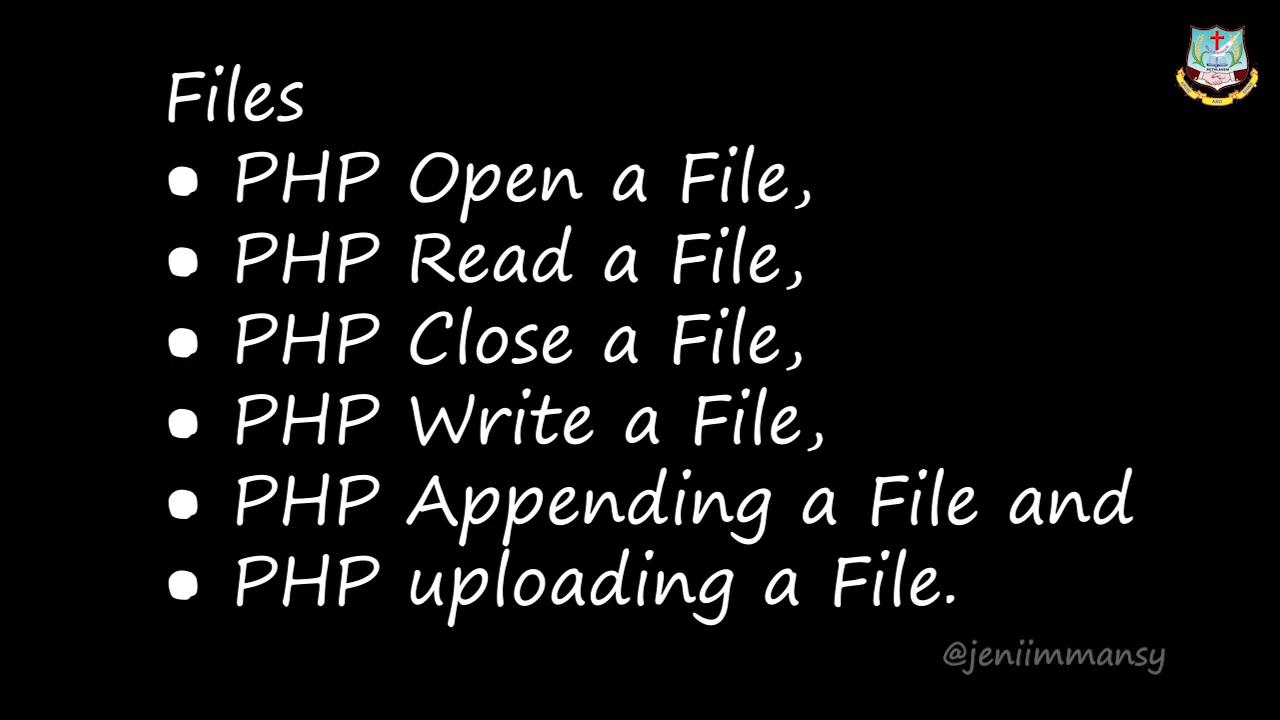 Files
• PHP Open a File,
• PHP Read a File,
• PHP Close a File,
• PHP Write a File,
• PHP Appending a File and
• PHP uploading a File.
@jeniimmansy
AND